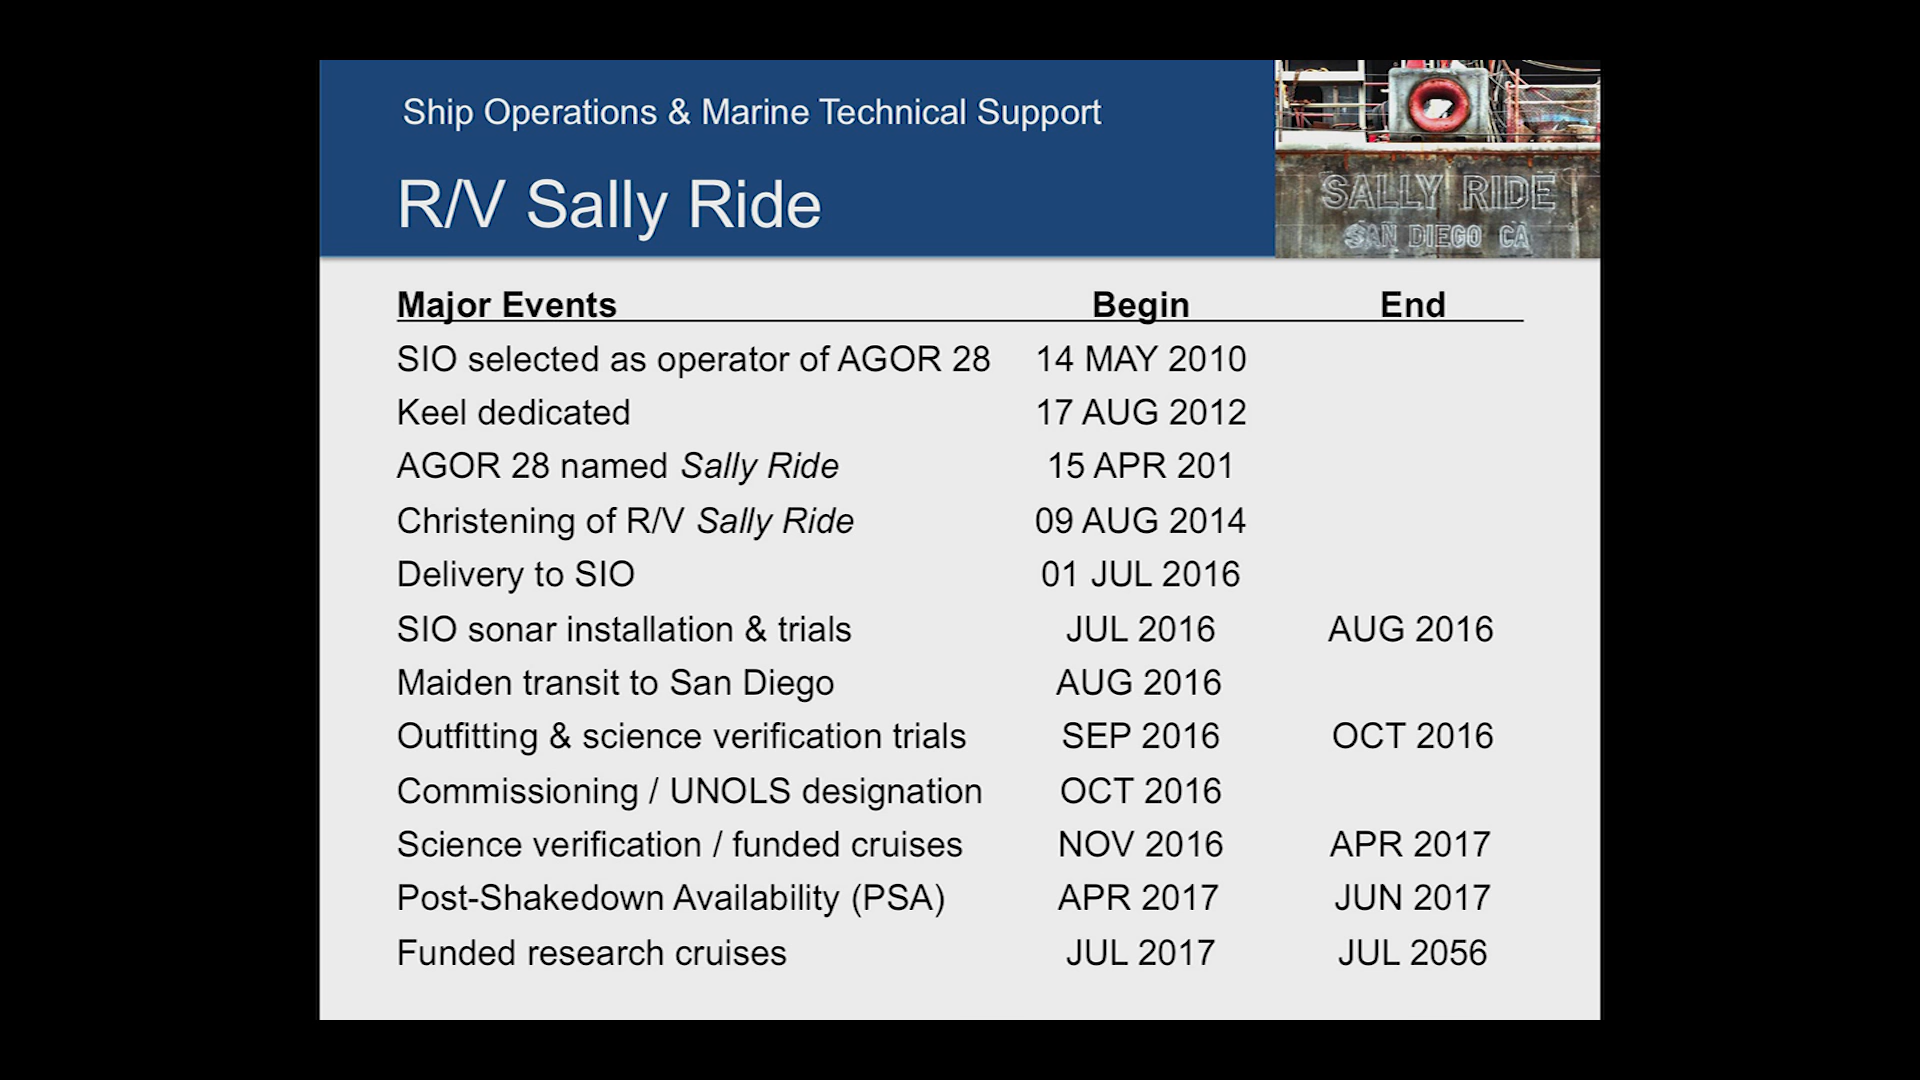 Ship Operations & Marine Technical Support
R/V Sally Ride
SALLY RIDE
SAN DIEGO CA
Major Events Begin End
SIO selected as operator of AGOR 28 14 MAY 2010
Keel dedicated 17 AUG 2012
AGOR 28 named Sally Ride 15 APR 201
Christening of R/V Sally Ride 09 AUG 2014
Delivery to SIO 01 JUL 2016
SIO sonar installation & trials JUL 2016 AUG 2016
Maiden transit to San Diego AUG 2016
Outfitting & science verification trials SEP 2016 OCT 2016
Commissioning / UNOLS designation OCT 2016
Science verification / funded cruises NOV 2016 APR 2017
Post-Shakedown Availability (PSA) APR 2017 JUN 2017
Funded research cruises JUL 2017 JUL 2056